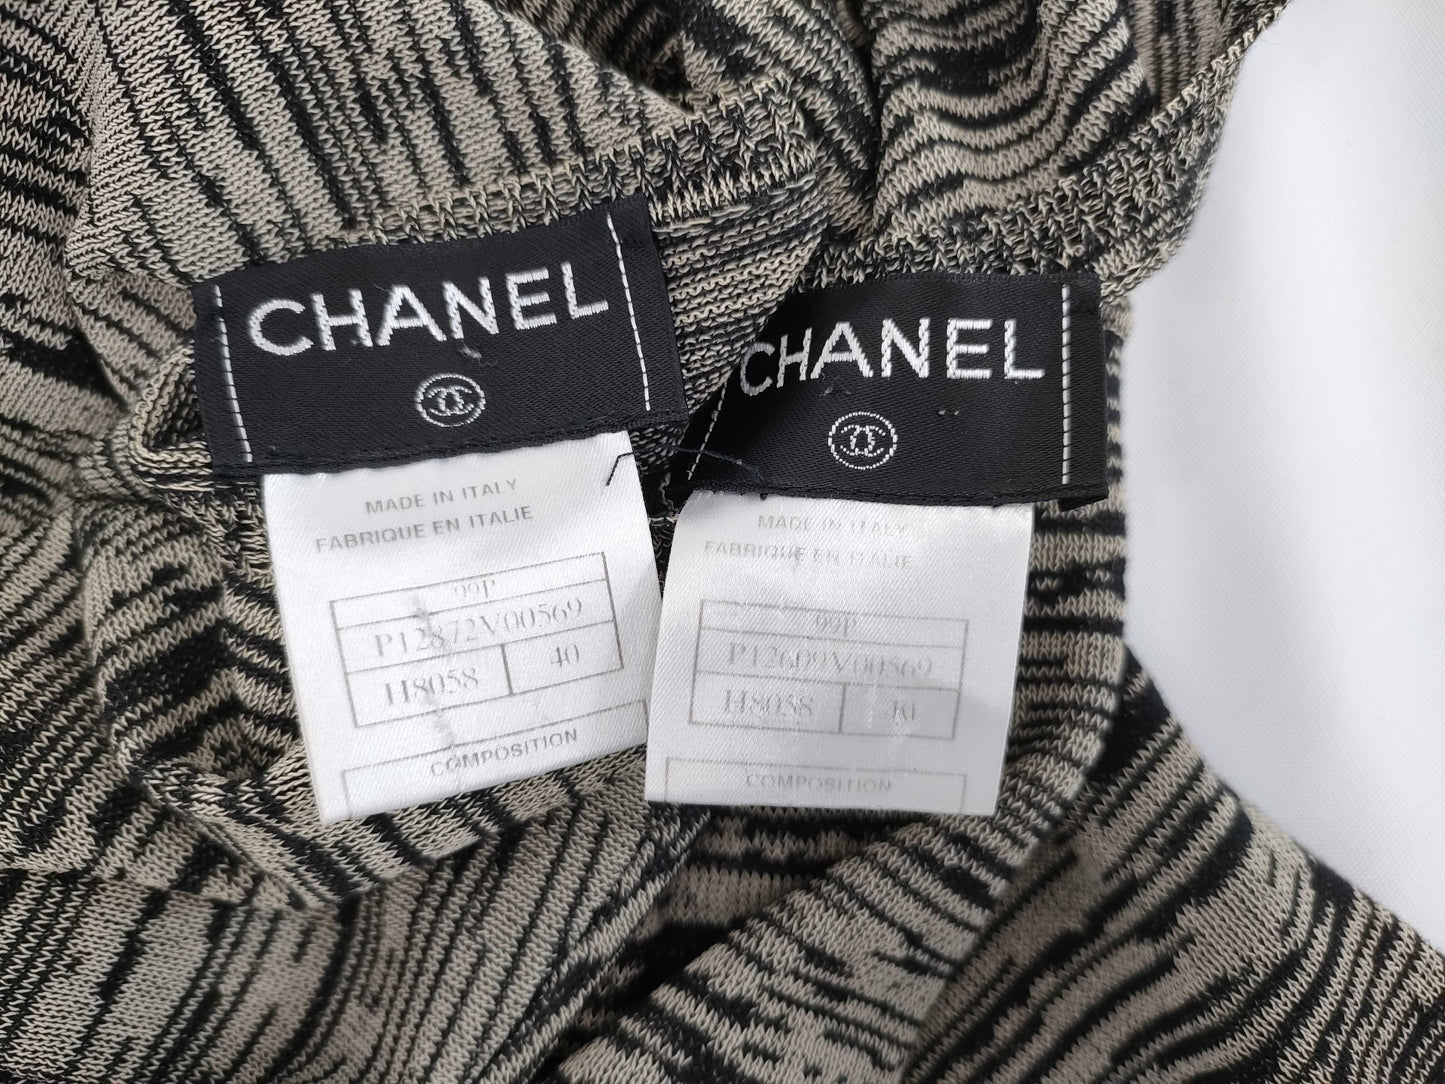 CHANEL
MADE IN ITALY
FABRIQUE EN ITALIE
99P
P12872V00569
H8058 40
COMPOSITION
CHANEL
MADE IN ITALY
FABRIQUE EN ITALIE
99P
P12609V00569
H8058 40
COMPOSITION